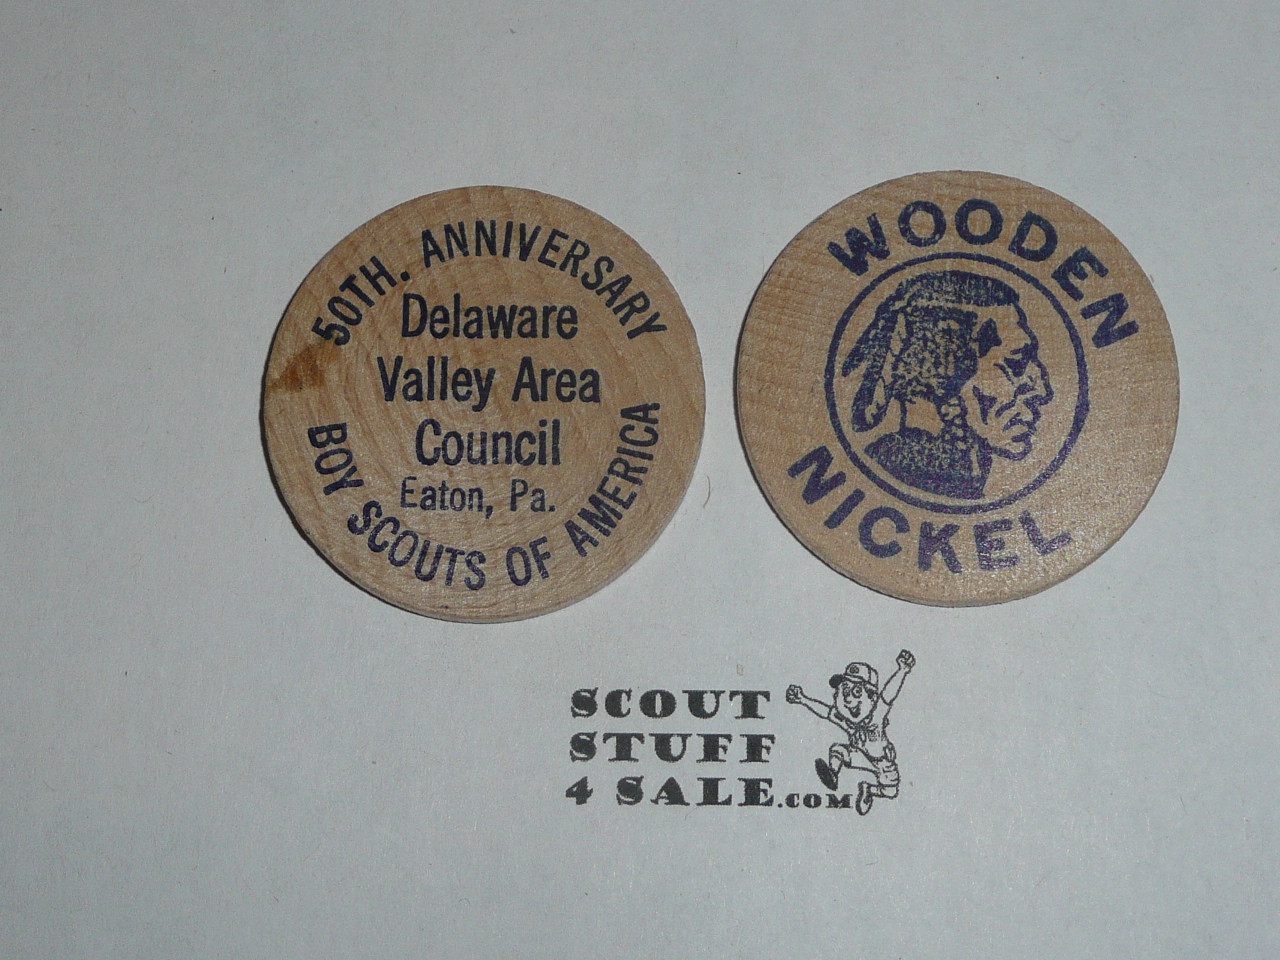 50TH. ANNIVERSARY
Delaware
Valley Area
Council
Eaton, Pa.
BOY SCOUTS OF AMERICA
WOODEN
NICKEL
SCOUT
STUFF
4 SALE.COM